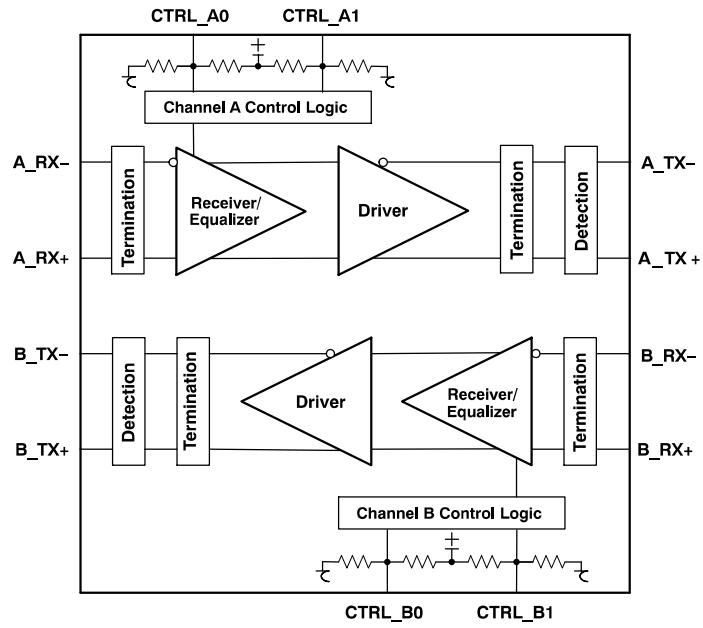 CTRL_A0 CTRL_A1
Channel A Control Logic
A_RX−
A_TX−
Termination
Receiver/
Equalizer
Driver
Termination
Detection
A_RX+
A_TX +
B_TX−
B_RX−
Detection
Termination
Driver
Receiver/
Equalizer
Termination
B_TX+
B_RX+
Channel B Control Logic
CTRL_B0 CTRL_B1